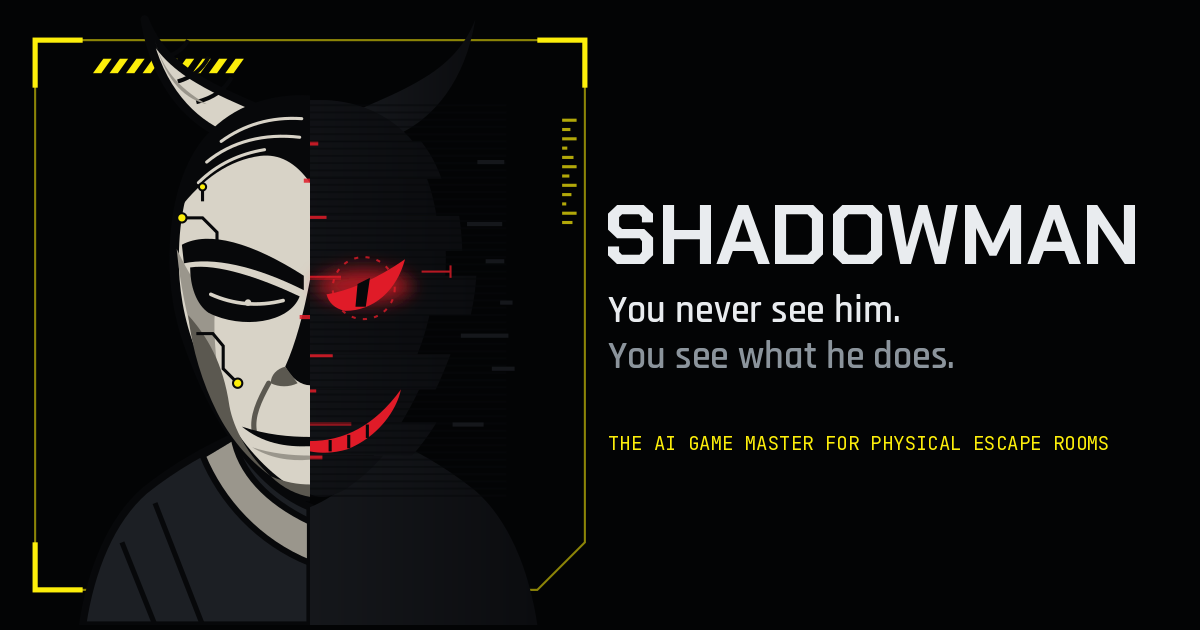 SHADOWMAN
You never see him.
You see what he does.
THE AI GAME MASTER FOR PHYSICAL ESCAPE ROOMS